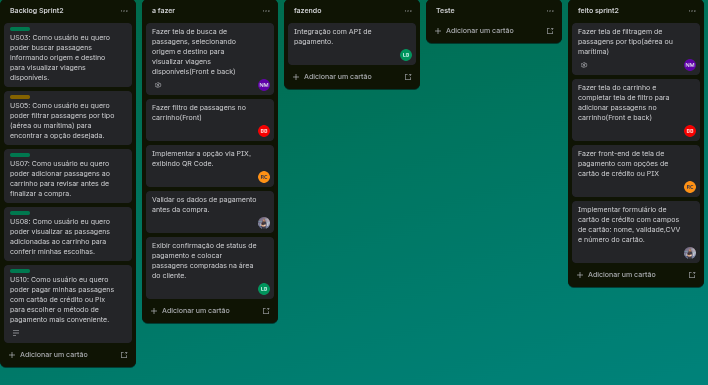 Backlog Sprint2
US03: Como usuário eu quero
poder buscar passagens
informando origem e destino
para visualizar viagens
disponíveis.
US05: Como usuário eu quero
poder filtrar passagens por tipo
(aérea ou marítima) para
encontrar a opção desejada.
US07: Como usuário eu quero
poder adicionar passagens ao
carrinho para revisar antes de
finalizar a compra.
US08: Como usuário eu quero
poder visualizar as passagens
adicionadas ao carrinho para
conferir minhas escolhas.
US10: Como usuário eu quero
poder pagar minhas passagens
com cartão de crédito ou Pix
para escolher o método de
pagamento mais conveniente.
Adicionar um cartão
a fazer
Fazer tela de busca de
passagens, selecionando
origem e destino para
visualizar viagens
disponíveis(Front e back)
NM
Fazer filtro de passagens no
carrinho(Front)
Implementar a opção via PIX,
exibindo QR Code.
RC
Validar os dados de pagamento
antes da compra.
Exibir confirmação de status de
pagamento e colocar
passagens compradas na área
do cliente.
LB
Adicionar um cartão
fazendo
Integração com API de
pagamento.
LB
Adicionar um cartão
Teste
Adicionar um cartão
feito sprint2
Fazer tela de filtragem de
passagens por tipo(aérea ou
marítima)
NM
Fazer tela do carrinho e
completar tela de filtro para
adicionar passagens no
carrinho(Front e back)
Fazer front-end de tela de
pagamento com opções de
cartão de crédito ou PIX
RC
Implementar formulário de
cartão de crédito com campos
de cartão: nome, validade,CVV
e número do cartão.
Adicionar um cartão